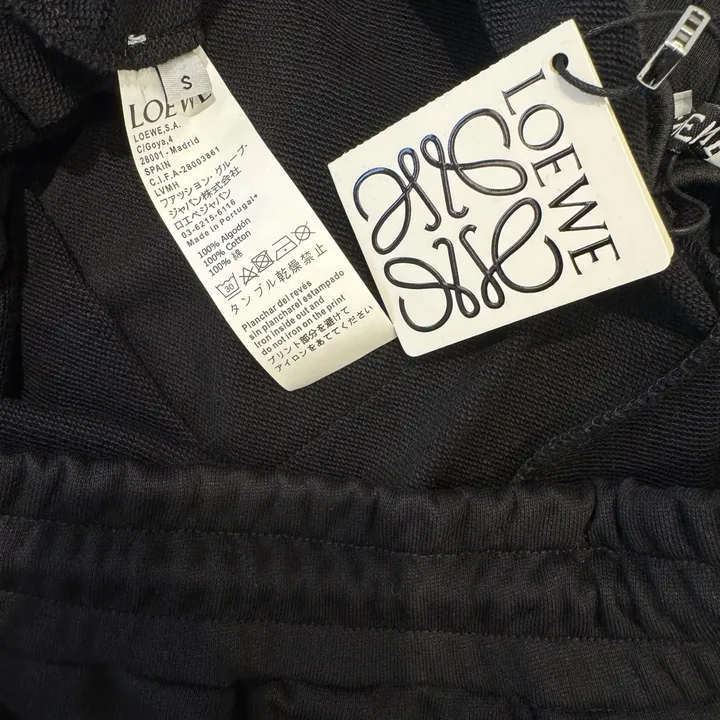 S
LOEWE
LOEWE,S.A.
C/Goya,4
28001-Madrid
SPAIN
C.I.F.A-28003861
LVMH
ファッション・グループ・
ジャパン株式会社
ロエベジャパン
03-6215-6116
Made in Portugal+
100% Algodón
100% Cotton
100% 綿
30
タンブル乾燥禁止
Planchar del revés
sin planchar el estampado
Iron inside out and
do not iron on the print
プリント部分を避けて
アイロンをあててください
LOEWE